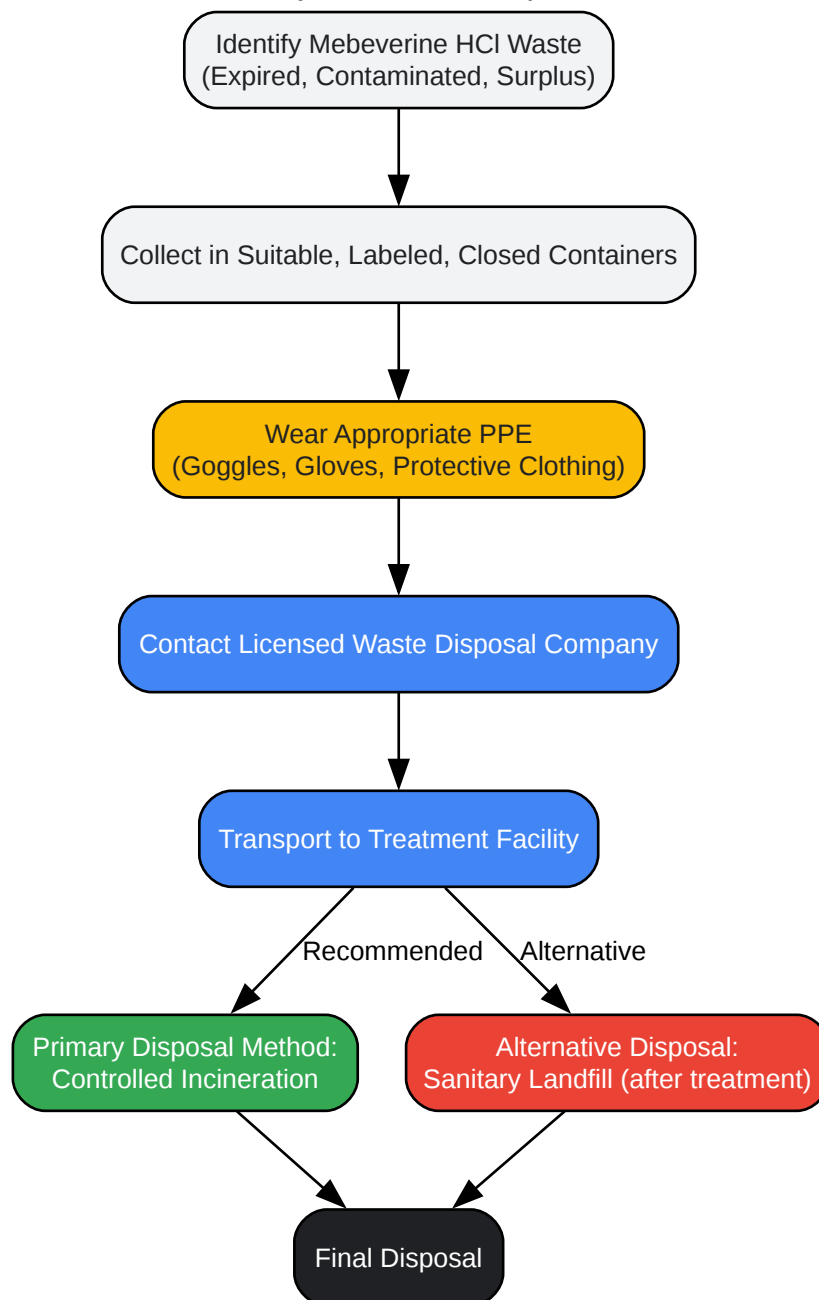 Identify Mebeverine HCl Waste
(Expired, Contaminated, Surplus)
Collect in Suitable, Labeled, Closed Containers
Wear Appropriate PPE
(Goggles, Gloves, Protective Clothing)
Contact Licensed Waste Disposal Company
Transport to Treatment Facility
Recommended
Alternative
Primary Disposal Method:
Controlled Incineration
Alternative Disposal:
Sanitary Landfill (after treatment)
Final Disposal